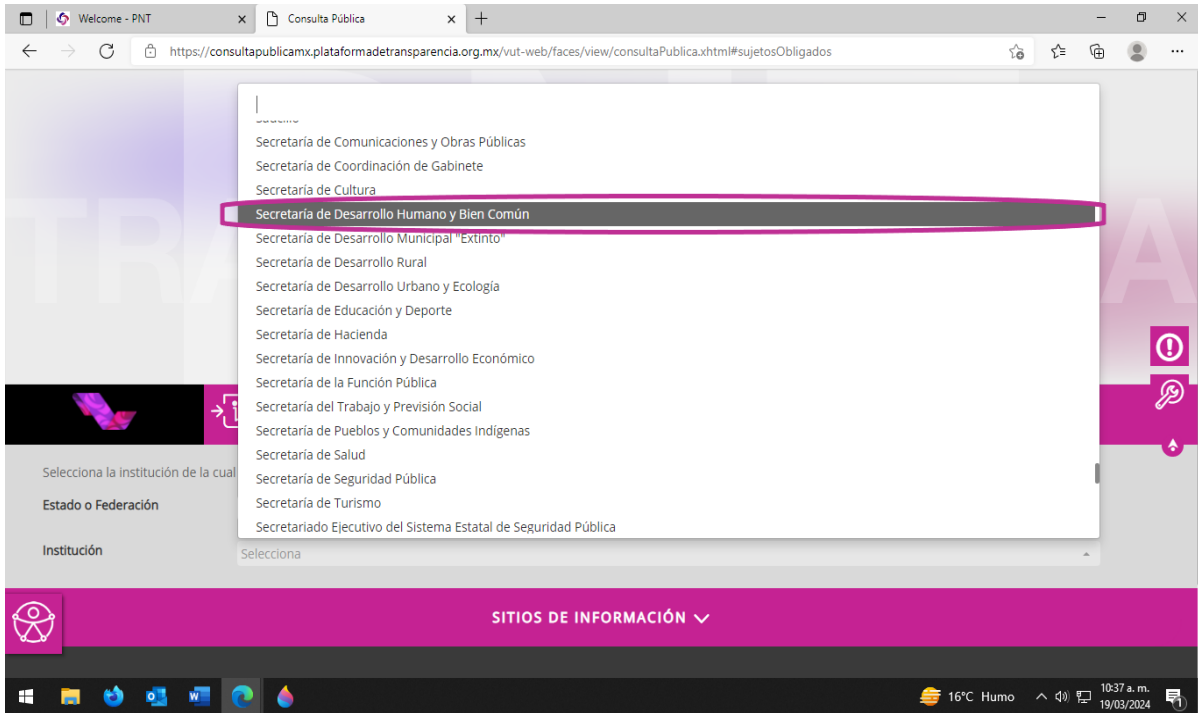 Welcome - PNT
Consulta Pública
https://consultapublicamx.plataformadetransparencia.org.mx/vut-web/faces/view/consultaPublica.xhtml#sujetosObligados
Secretaría de Comunicaciones y Obras Públicas
Secretaría de Coordinación de Gabinete
Secretaría de Cultura
Secretaría de Desarrollo Humano y Bien Común
Secretaría de Desarrollo Municipal "Extinto"
Secretaría de Desarrollo Rural
Secretaría de Desarrollo Urbano y Ecología
Secretaría de Educación y Deporte
Secretaría de Hacienda
Secretaría de Innovación y Desarrollo Económico
Secretaría de la Función Pública
Secretaría del Trabajo y Previsión Social
Secretaría de Pueblos y Comunidades Indígenas
Secretaría de Salud
Secretaría de Seguridad Pública
Secretaría de Turismo
Secretariado Ejecutivo del Sistema Estatal de Seguridad Pública
Selecciona la institución de la cual
Estado o Federación
Institución
Selecciona
SITIOS DE INFORMACIÓN
16°C Humo
10:37 a. m.
19/03/2024